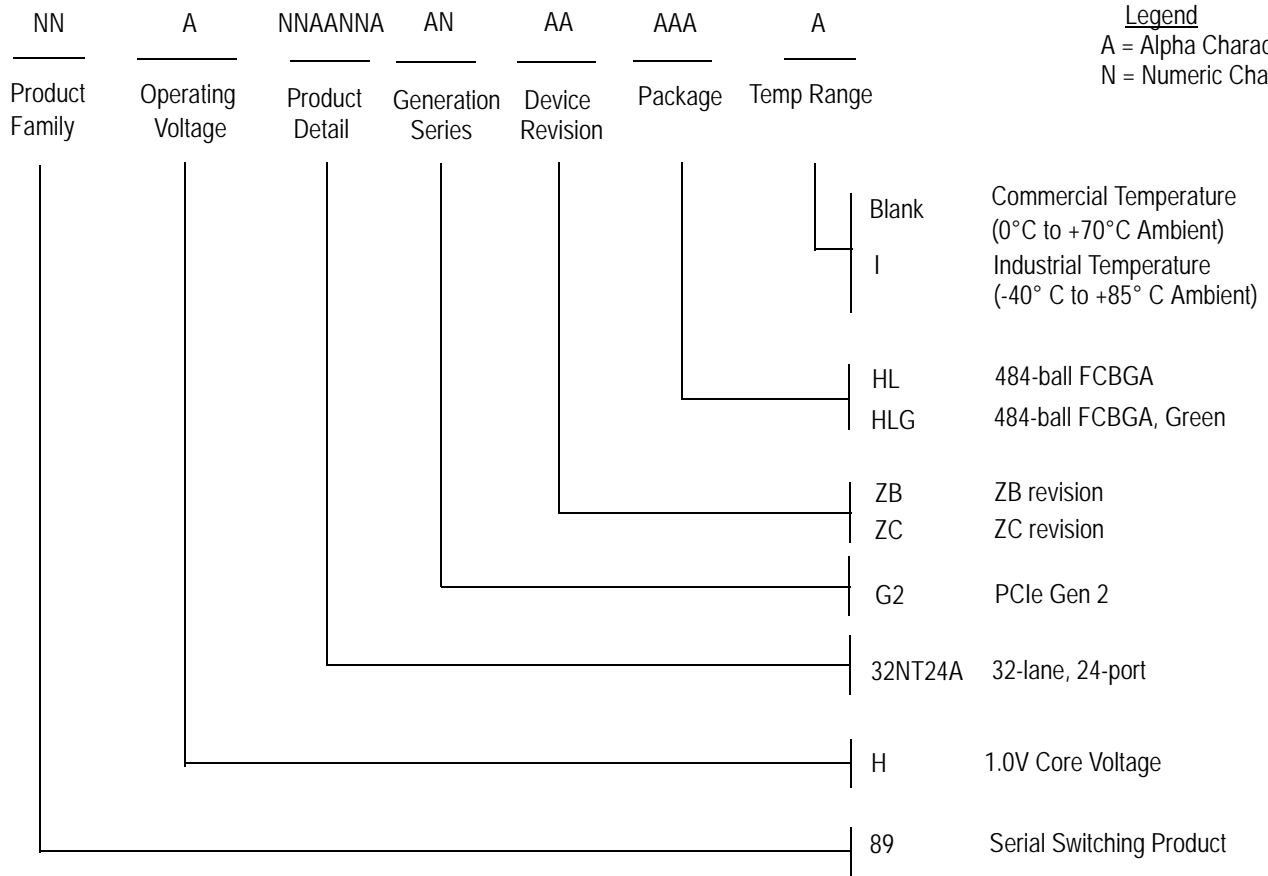 NN A NNAANNA AN AA AAA A
Legend
A = Alpha
N = Numeric
Product Family
Operating Voltage
Product Detail
Generation Series
Device Revision
Package
Temp Range
Blank Commercial Temperature
(0°C to +70°C Ambient)
I Industrial Temperature
(-40° C to +85° C Ambient)
HL 484-ball FCBGA
HLG 484-ball FCBGA, Green
ZB ZB revision
ZC ZC revision
G2 PCIe Gen 2
32NT24A 32-lane, 24-port
H 1.0V Core Voltage
89 Serial Switching Product